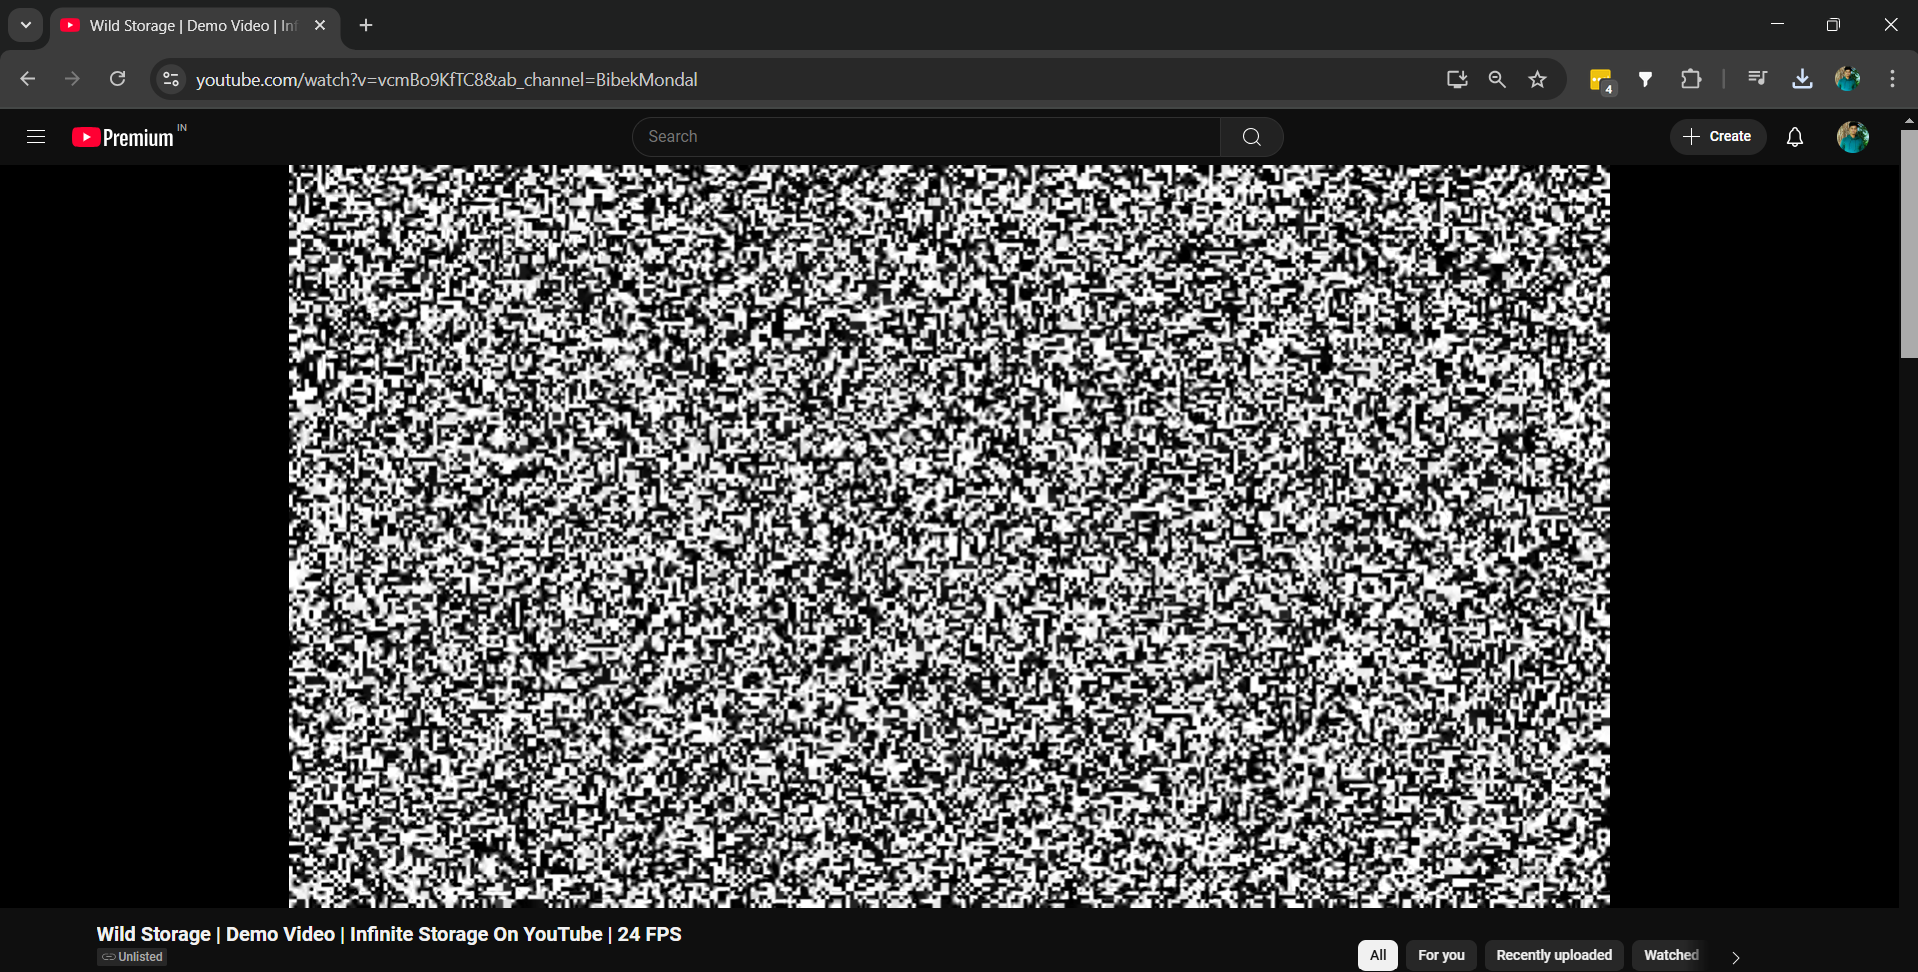 Wild Storage | Demo Video | Inf
youtube.com/watch?v=vcmBo9KfTC8&ab_channel=BibekMondal
4
Premium IN
Search
Create
Wild Storage | Demo Video | Infinite Storage On YouTube | 24 FPS
Unlisted
All
For you
Recently uploaded
Watched